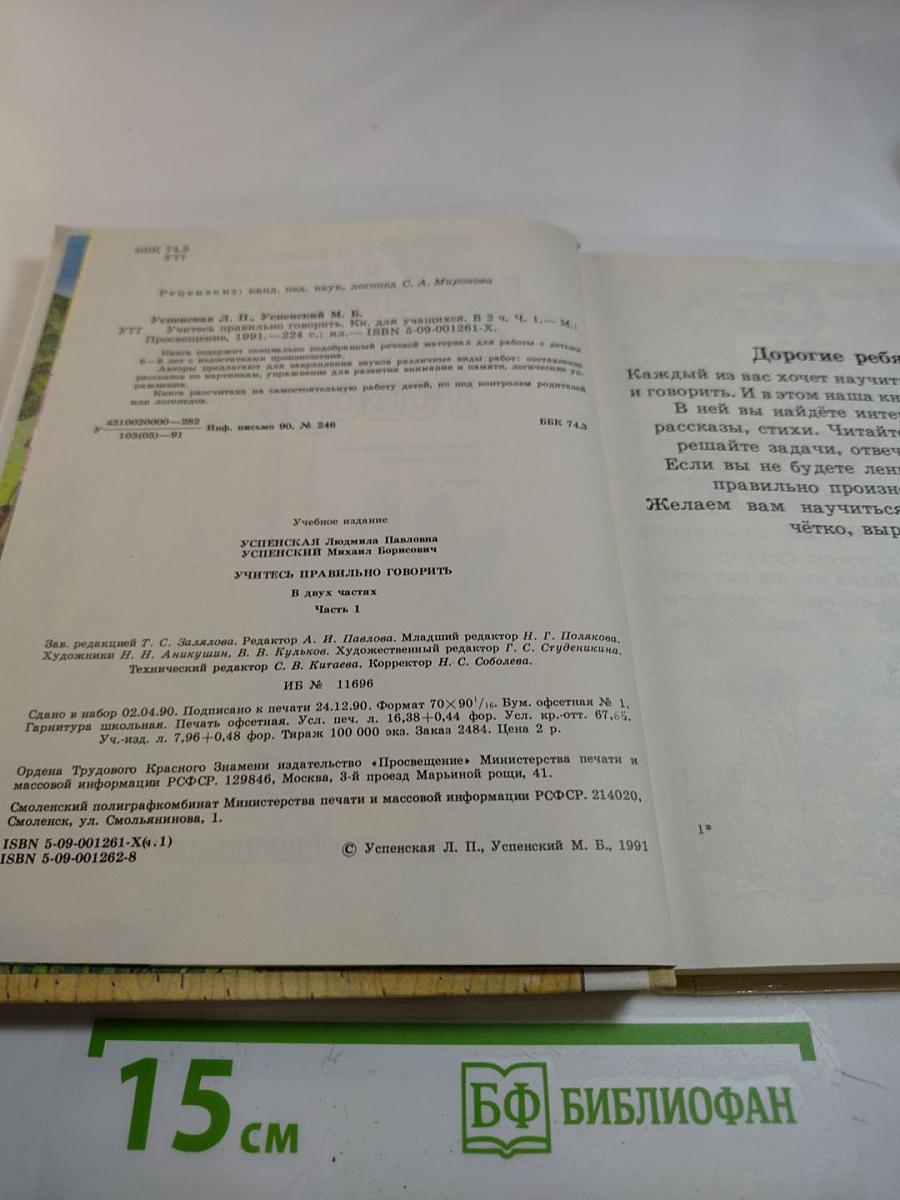 ББК 74.3
У77
Рецензент: канд. пед. наук, логопед С. А. Миронова
Успенская Л. П., Успенский М. Б.
У77 Учитесь правильно говорить. Кн. для учащихся. В 2 ч. Ч. 1.— М.:
Просвещение, 1991.—224 с.: ил.— ISBN 5-09-001261-X.
Книга содержит специально подобранный речевой материал для работы с детьми
6—8 лет с недостатками произношения.
Авторы предлагают для закрепления звуков различные виды работ: составление
рассказов по картинкам, упражнение для развития внимания и памяти, логические уп-
ражнения.
Книга рассчитана на самостоятельную работу детей, но под контролем родителей
или логопедов.
У 4310020000—282
103(03)—91 Инф. письмо 90, № 246 ББК 74.3
Учебное издание
УСПЕНСКАЯ Людмила Павловна
УСПЕНСКИЙ Михаил Борисович
УЧИТЕСЬ ПРАВИЛЬНО ГОВОРИТЬ
В двух частях
Часть 1
Зав. редакцией Т. С. Залялова. Редактор А. И. Павлова. Младший редактор Н. Г. Полякова.
Художники Н. Н. Аникушин, В. В. Кульков. Художественный редактор Г. С. Студеникина.
Технический редактор С. В. Китаева. Корректор Н. С. Соболева.
ИБ № 11696
Сдано в набор 02.04.90. Подписано к печати 24.12.90. Формат 70×90¹/₁₆. Бум. офсетная № 1.
Гарнитура школьная. Печать офсетная. Усл. печ. л. 16,38+0,44 фор. Усл. кр.-отт. 67,65.
Уч.-изд. л. 7,96+0,48 фор. Тираж 100 000 экз. Заказ 2484. Цена 2 р.
Ордена Трудового Красного Знамени издательство «Просвещение» Министерства печати и
массовой информации РСФСР. 129846, Москва, 3-й проезд Марьиной рощи, 41.
Смоленский полиграфкомбинат Министерства печати и массовой информации РСФСР. 214020,
Смоленск, ул. Смольянинова, 1.
ISBN 5-09-001261-X(ч.1)
ISBN 5-09-001262-8
© Успенская Л. П., Успенский М. Б., 1991
Дорогие ребя
Каждый из вас хочет научит
и говорить. И в этом наша кн
В ней вы найдёте инте
рассказы, стихи. Читайт
решайте задачи, отвеч
Если вы не будете лен
правильно произн
Желаем вам научиться
чётко, выр
1*
15 см
БФ БИБЛИОФАН